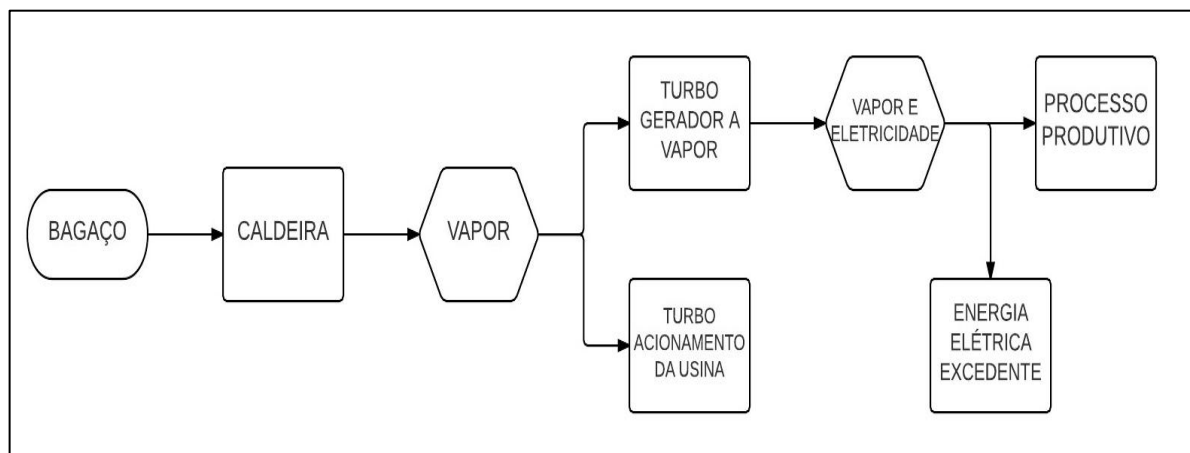 BAGAÇO
CALDEIRA
VAPOR
TURBO
GERADOR A
VAPOR
VAPOR E
ELETRICIDADE
PROCESSO
PRODUTIVO
TURBO
ACIONAMENTO
DA USINA
ENERGIA
ELÉTRICA
EXCEDENTE